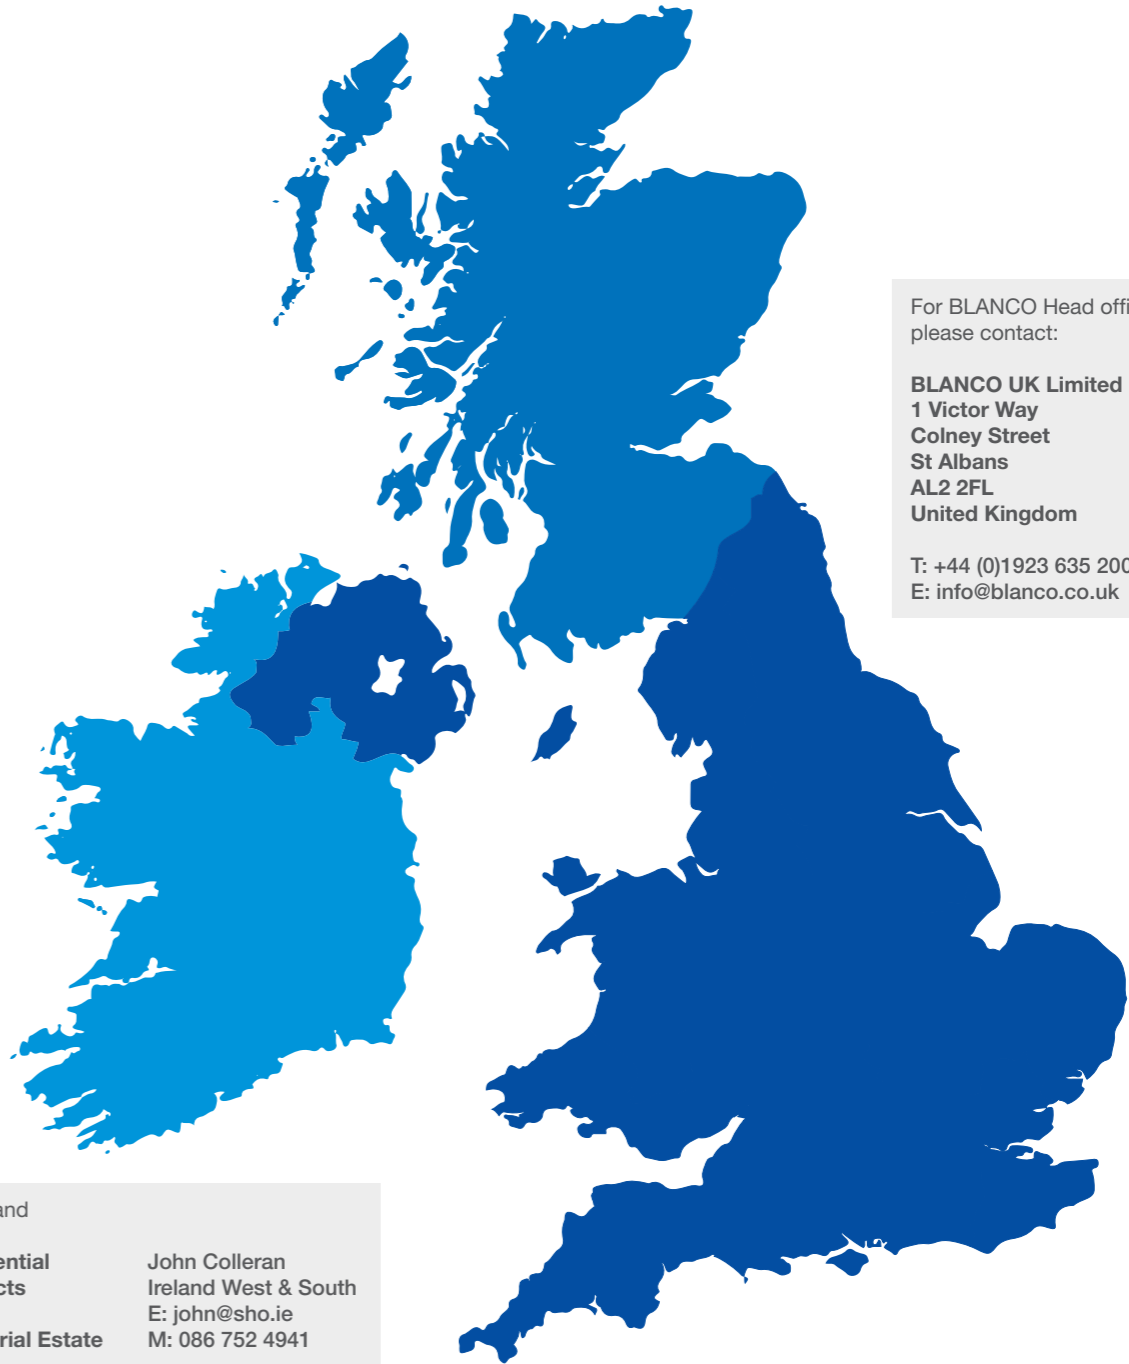 For BLANCO Head offi
please contact:
BLANCO UK Limited
1 Victor Way
Colney Street
St Albans
AL2 2FL
United Kingdom
T: +44 (0)1923 635 200
E: info@blanco.co.uk
and
ential
cts
rial Estate
John Colleran
Ireland West & South
E: john@sho.ie
M: 086 752 4941